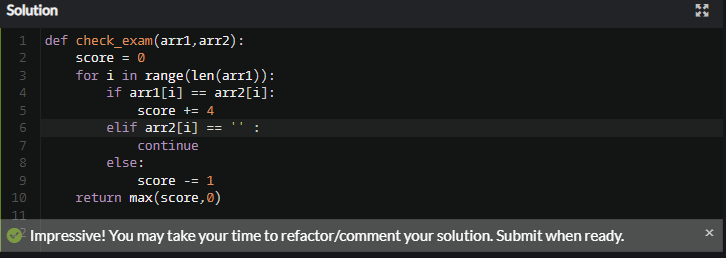 Solution
1 def check_exam(arr1,arr2):
2     score = 0
3     for i in range(len(arr1)):
4         if arr1[i] == arr2[i]:
5             score += 4
6         elif arr2[i] == '' :
7             continue
8         else:
9             score -= 1
10     return max(score,0)
11
Impressive! You may take your time to refactor/comment your solution. Submit when ready. ×